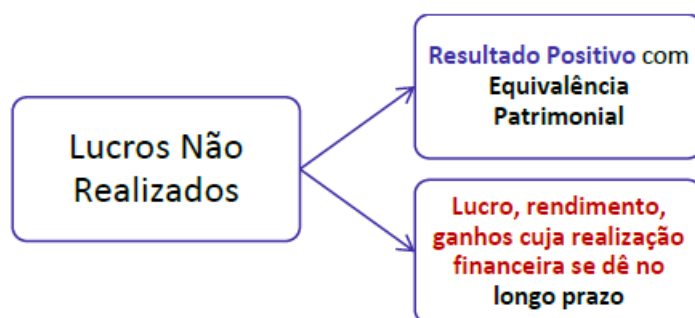 Lucros Não
Realizados
Resultado Positivo com
Equivalência
Patrimonial
Lucro, rendimento,
ganhos cuja realização
financeira se dê no
longo prazo